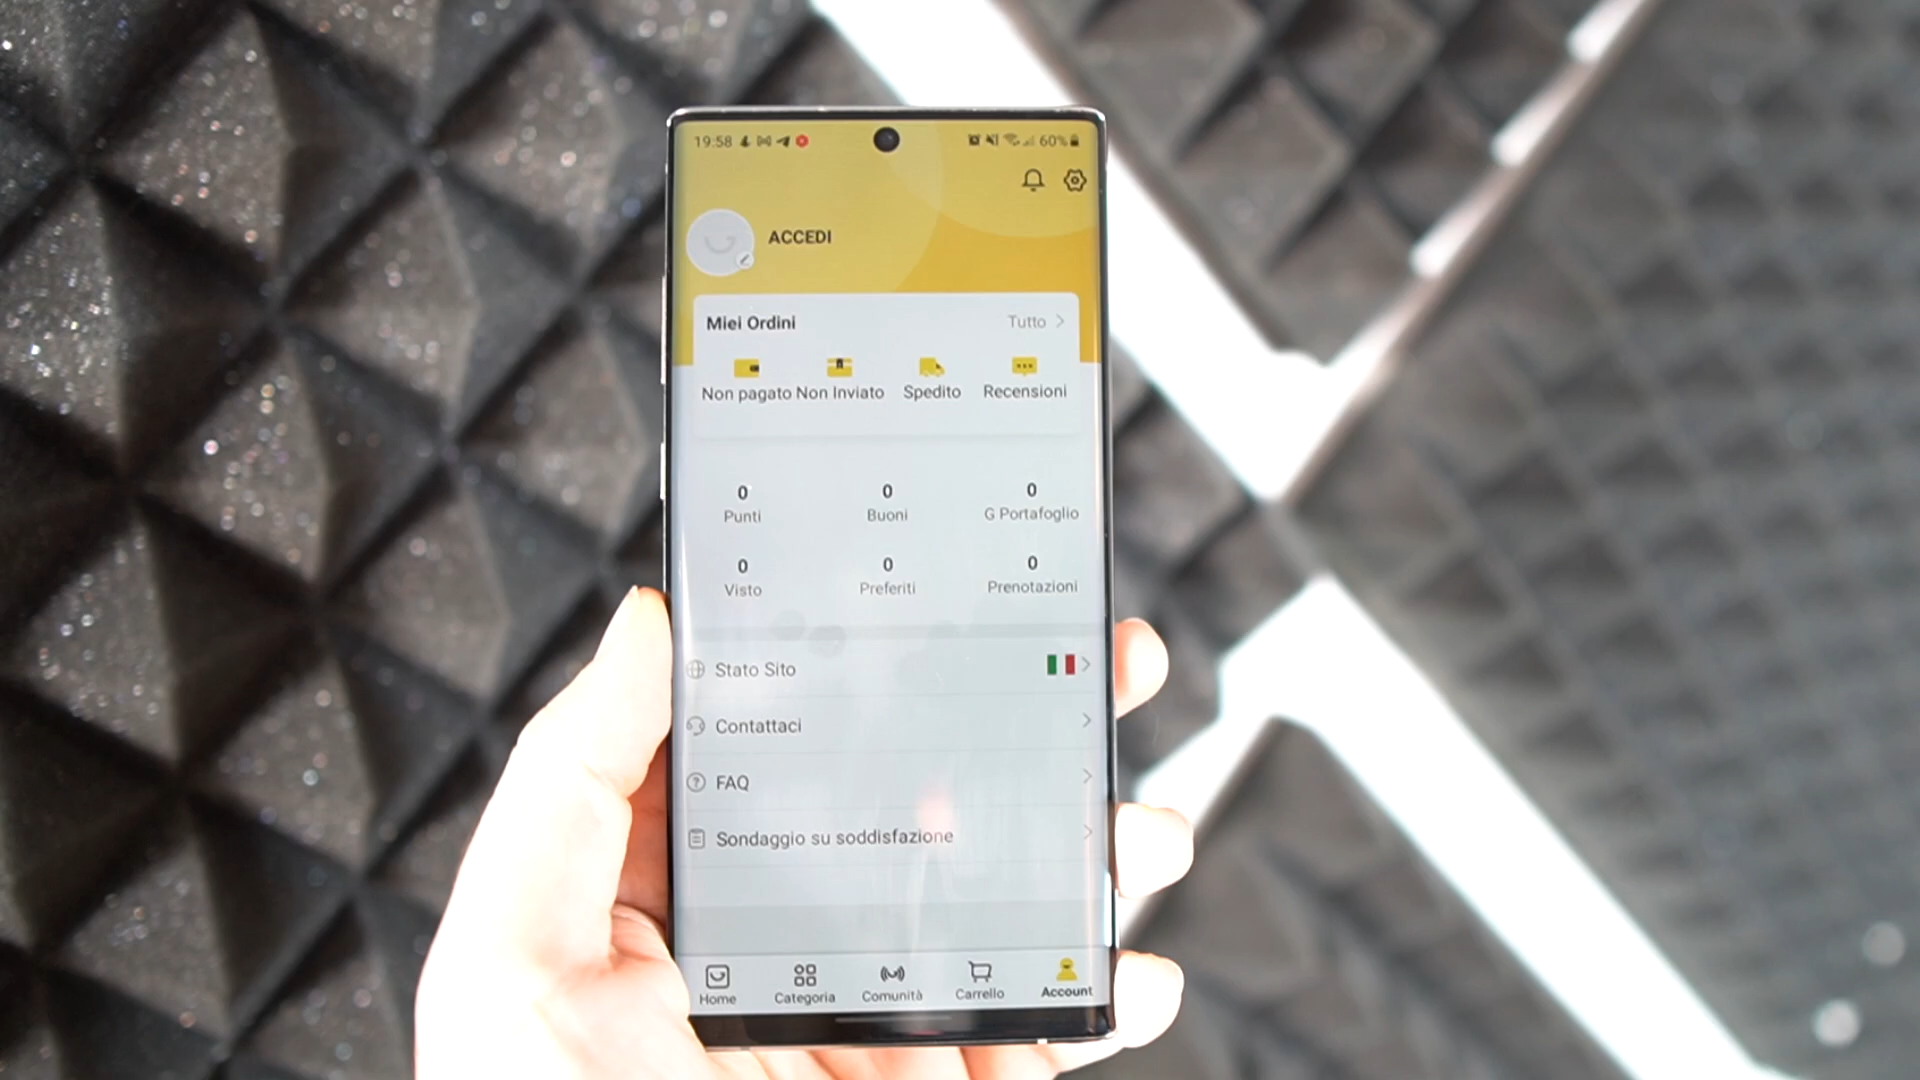 19:58 60%
ACCEDI
Miei Ordini Tutto
Non pagato Non Inviato Spedito Recensioni
0 0 0
Punti Buoni G Portafoglio
0 0 0
Visto Preferiti Prenotazioni
Stato Sito
Contattaci
FAQ
Sondaggio su soddisfazione
Home Categoria Comunità Carrello Account